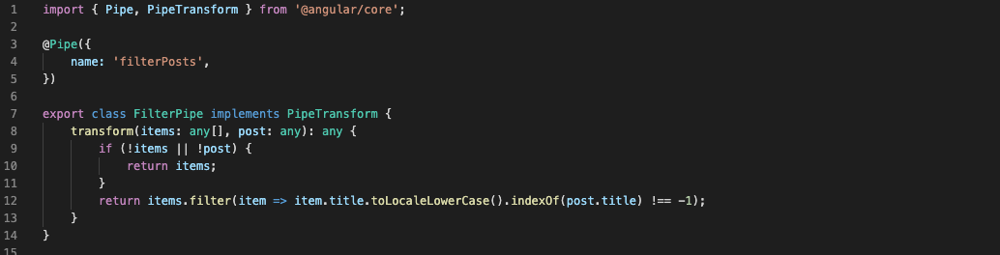 1 import { Pipe, PipeTransform } from '@angular/core';
2
3 @Pipe({
4     name: 'filterPosts',
5 })
6
7 export class FilterPipe implements PipeTransform {
8     transform(items: any[], post: any): any {
9         if (!items || !post) {
10             return items;
11         }
12         return items.filter(item => item.title.toLocaleLowerCase().indexOf(post.title) !== -1);
13     }
14 }
15